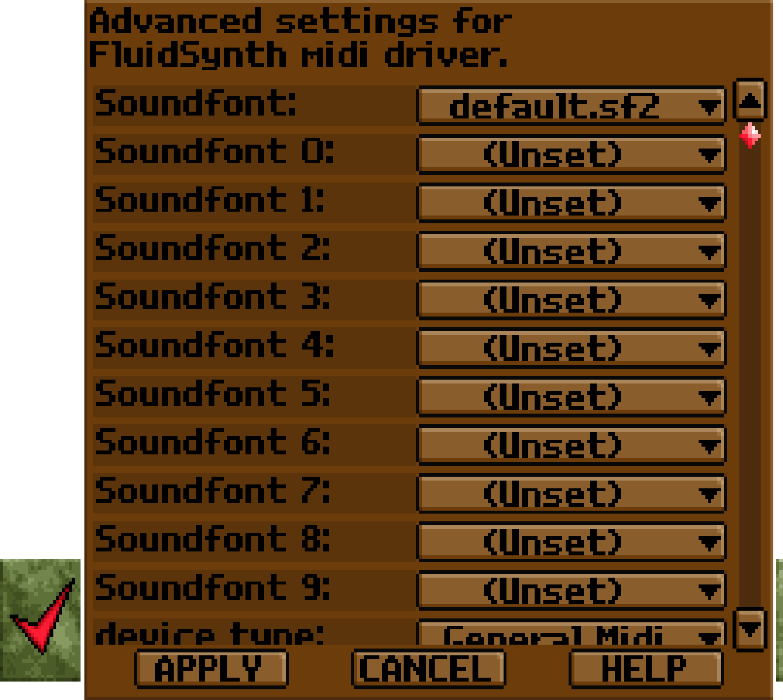 Advanced settings for
FluidSynth midi driver.
Soundfont: default.sf2
Soundfont 0: (Unset)
Soundfont 1: (Unset)
Soundfont 2: (Unset)
Soundfont 3: (Unset)
Soundfont 4: (Unset)
Soundfont 5: (Unset)
Soundfont 6: (Unset)
Soundfont 7: (Unset)
Soundfont 8: (Unset)
Soundfont 9: (Unset)
device type: General Midi
APPLY CANCEL HELP